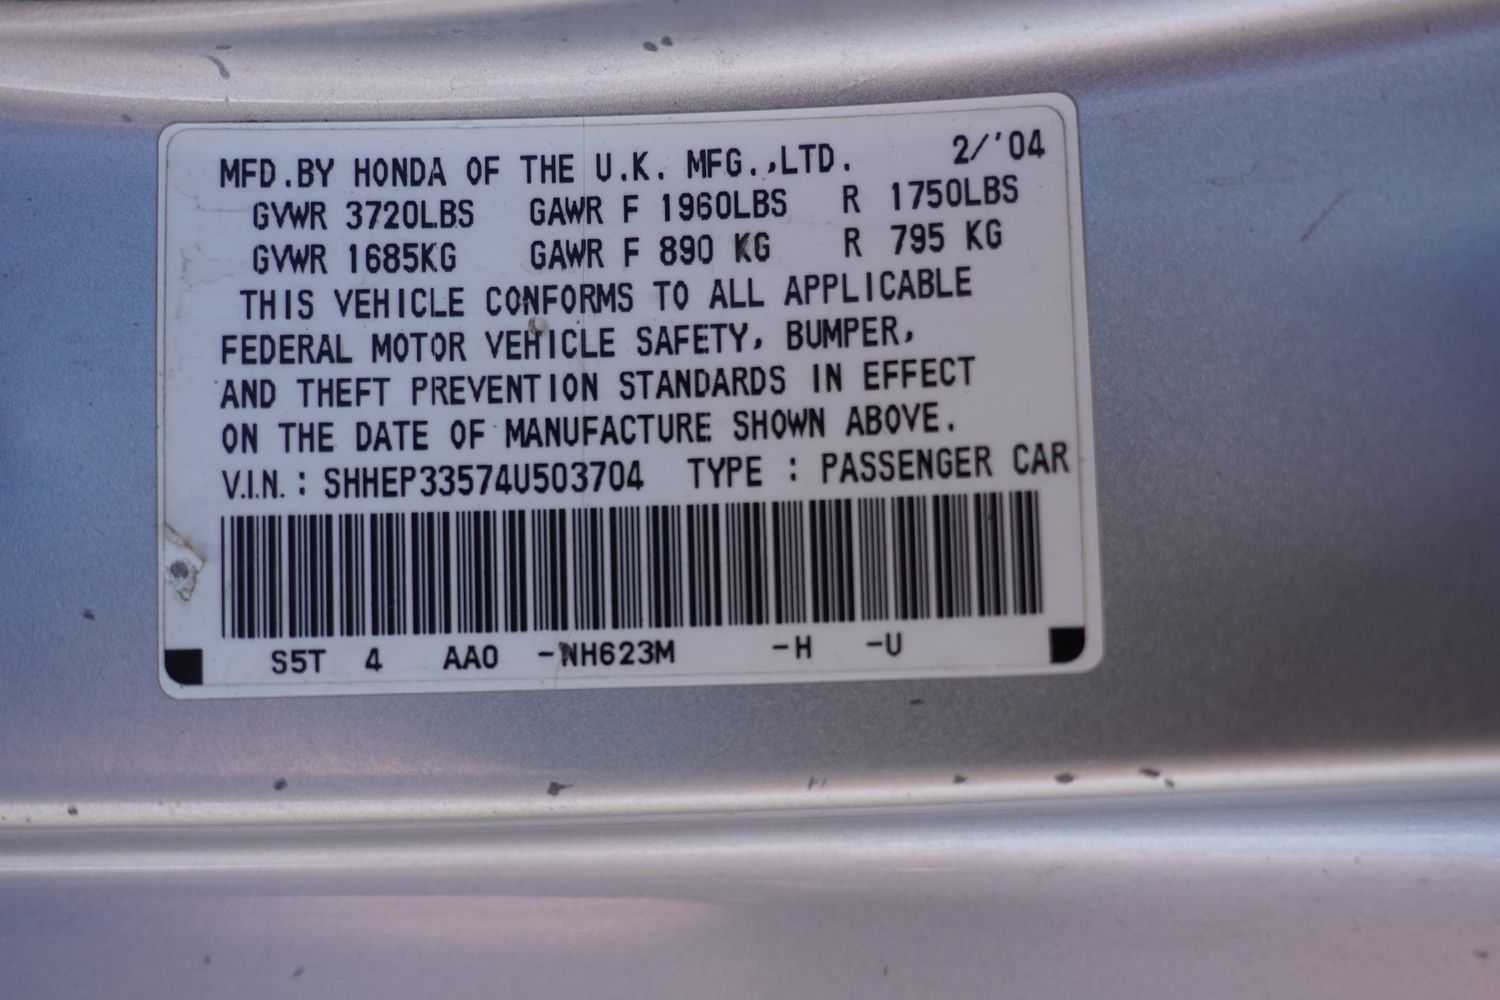 MFD.BY HONDA OF THE U.K. MFG.,LTD. 2/'04
GVWR 3720LBS GAWR F 1960LBS R 1750LBS
GVWR 1685KG GAWR F 890 KG R 795 KG
THIS VEHICLE CONFORMS TO ALL APPLICABLE
FEDERAL MOTOR VEHICLE SAFETY, BUMPER,
AND THEFT PREVENTION STANDARDS IN EFFECT
ON THE DATE OF MANUFACTURE SHOWN ABOVE.
V.I.N. : SHHEP33574U503704 TYPE : PASSENGER CAR
S5T 4 AA0 -NH623M -H -U